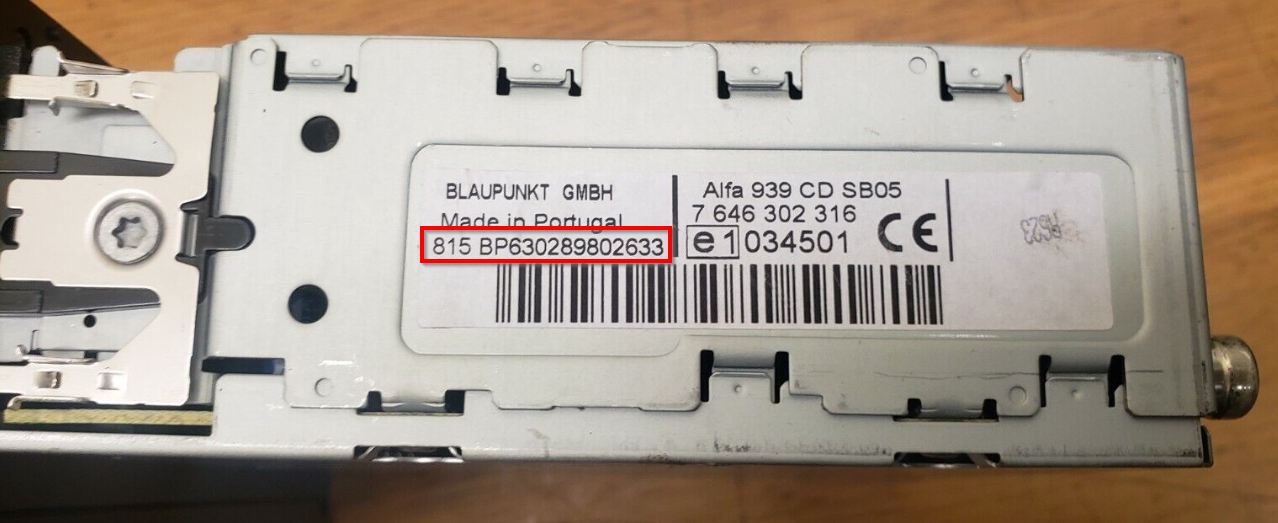 BLAUPUNKT GMBH
Made in Portugal
815 BP630289802633
Alfa 939 CD SB05
7 646 302 316
e1 034501 CE